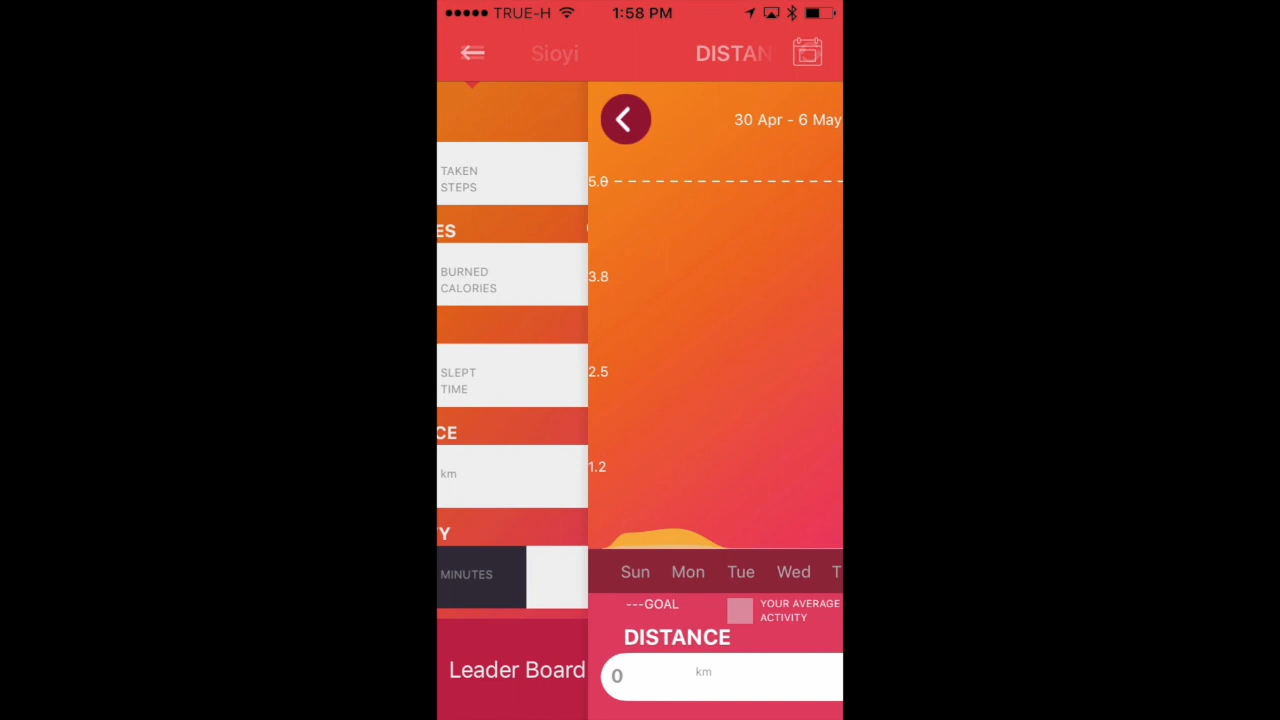 TRUE-H
1:58 PM
Sioyi
DISTAN
30 Apr - 6 May
TAKEN
STEPS
ES
BURNED
CALORIES
SLEPT
TIME
CE
km
Y
MINUTES
Leader Board
5.0
3.8
2.5
1.2
Sun Mon Tue Wed T
---GOAL
YOUR AVERAGE
ACTIVITY
DISTANCE
0 km